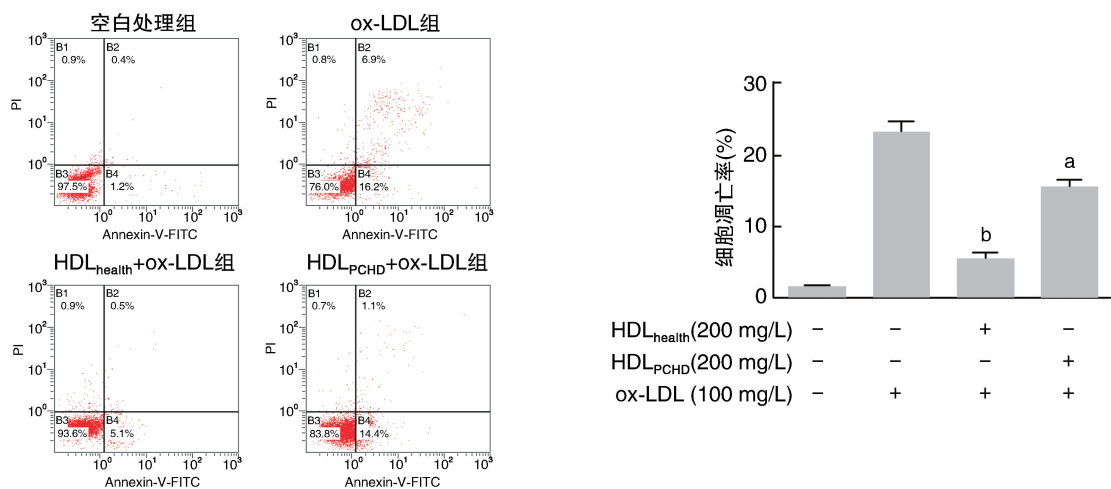 空白处理组
10³
10²
10¹
10⁰
PI
B1
0.9%
B2
0.4%
B3
97.5%
B4
1.2%
10⁰ 10¹ 10² 10³
Annexin-V-FITC
ox-LDL组
10³
10²
10¹
10⁰
PI
B1
0.8%
B2
6.9%
B3
76.0%
B4
16.2%
10⁰ 10¹ 10² 10³
Annexin-V-FITC
HDLhealth+ox-LDL组
10³
10²
10¹
10⁰
PI
B1
0.9%
B2
0.5%
B3
93.6%
B4
5.1%
10⁰ 10¹ 10² 10³
Annexin-V-FITC
HDLPCHD+ox-LDL组
10³
10²
10¹
10⁰
PI
B1
0.7%
B2
1.1%
B3
83.8%
B4
14.4%
10⁰ 10¹ 10² 10³
Annexin-V-FITC
细胞凋亡率(%)
30
20
10
0
b
a
HDLhealth(200 mg/L) − − + −
HDLPCHD(200 mg/L) − − − +
ox-LDL (100 mg/L) − + + +